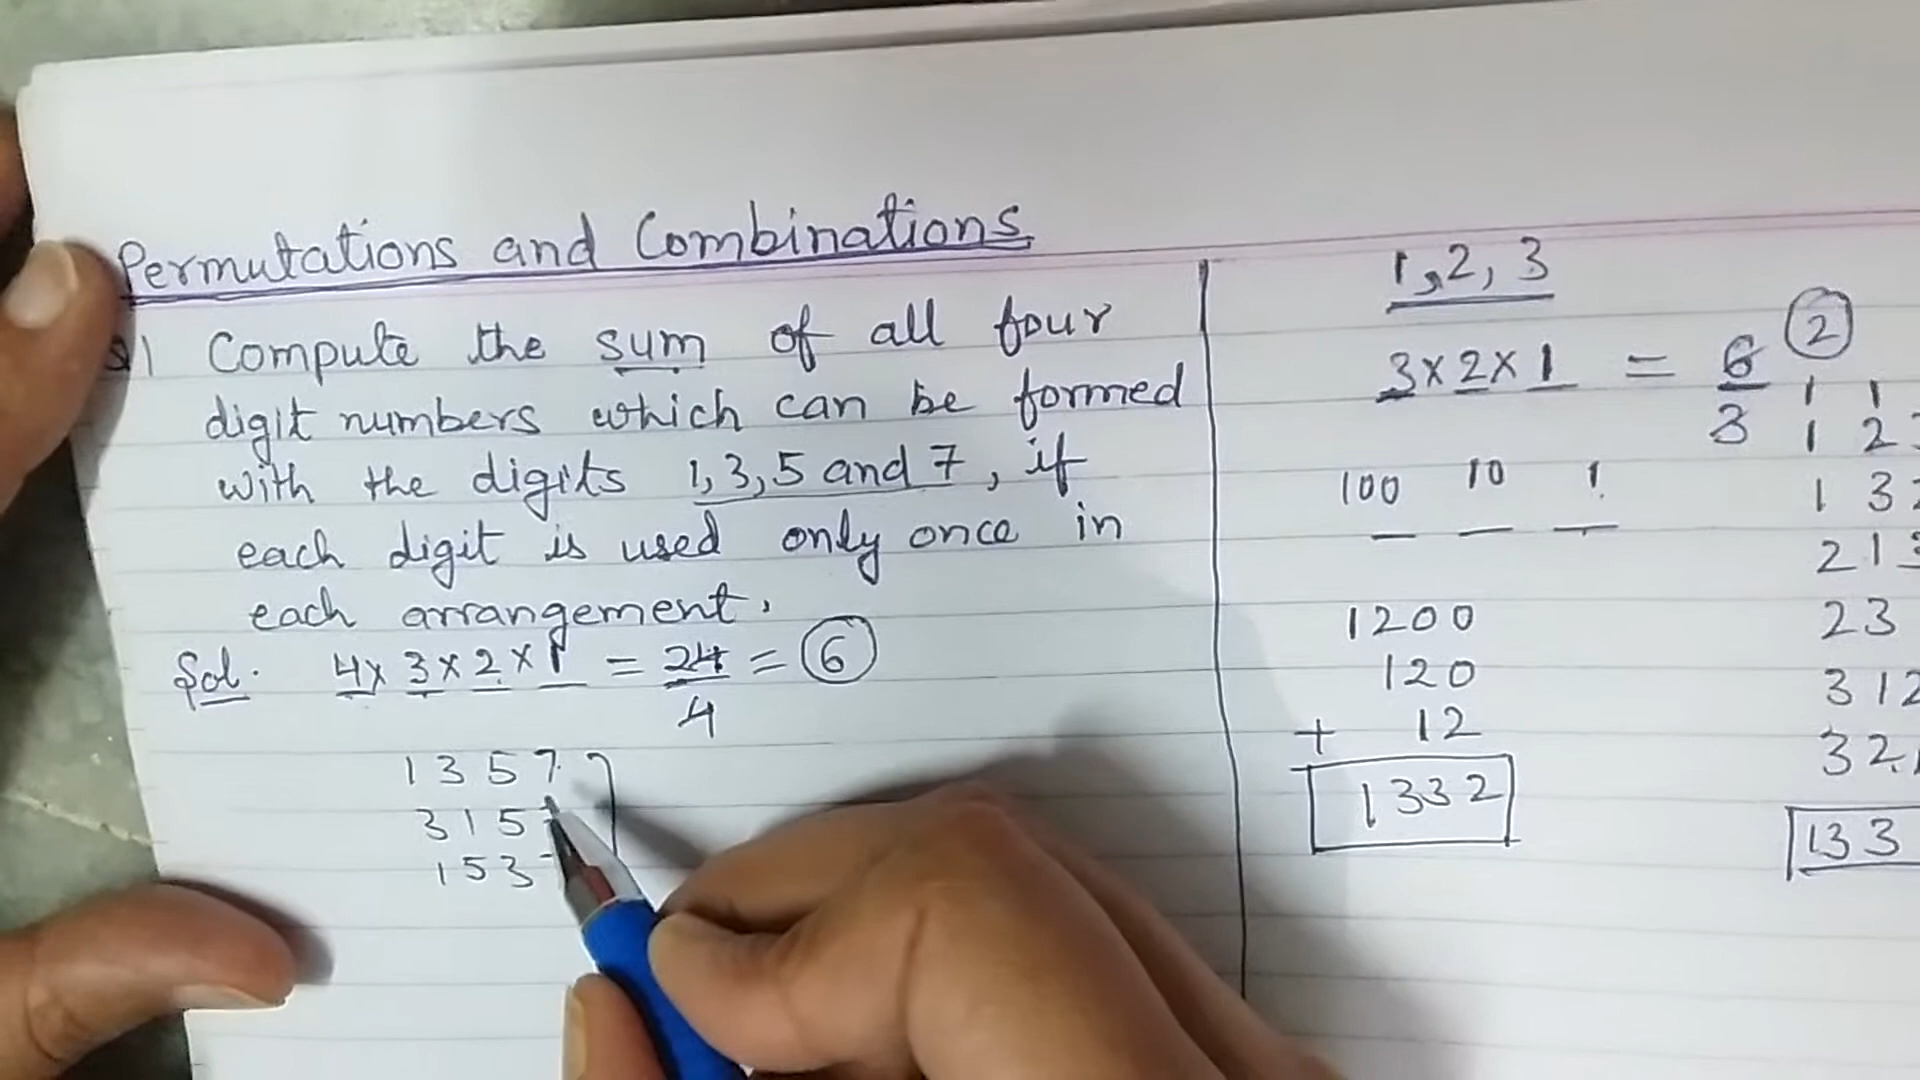 Permutations and Combinations
Q1 Compute the sum of all four
digit numbers which can be formed
with the digits 1, 3, 5 and 7, if
each digit is used only once in
each arrangement.
Sol. 4 x 3 x 2 x 1 = 24/4 = 6
1 3 5 7
3 1 5
1 5 3
1, 2, 3
3 x 2 x 1 = 6/3
2
100 10 1
1200
120
+ 12
1332
1 1
1 2
1 3 2
2 1 3
2 3
3 1 2
3 2 1
133